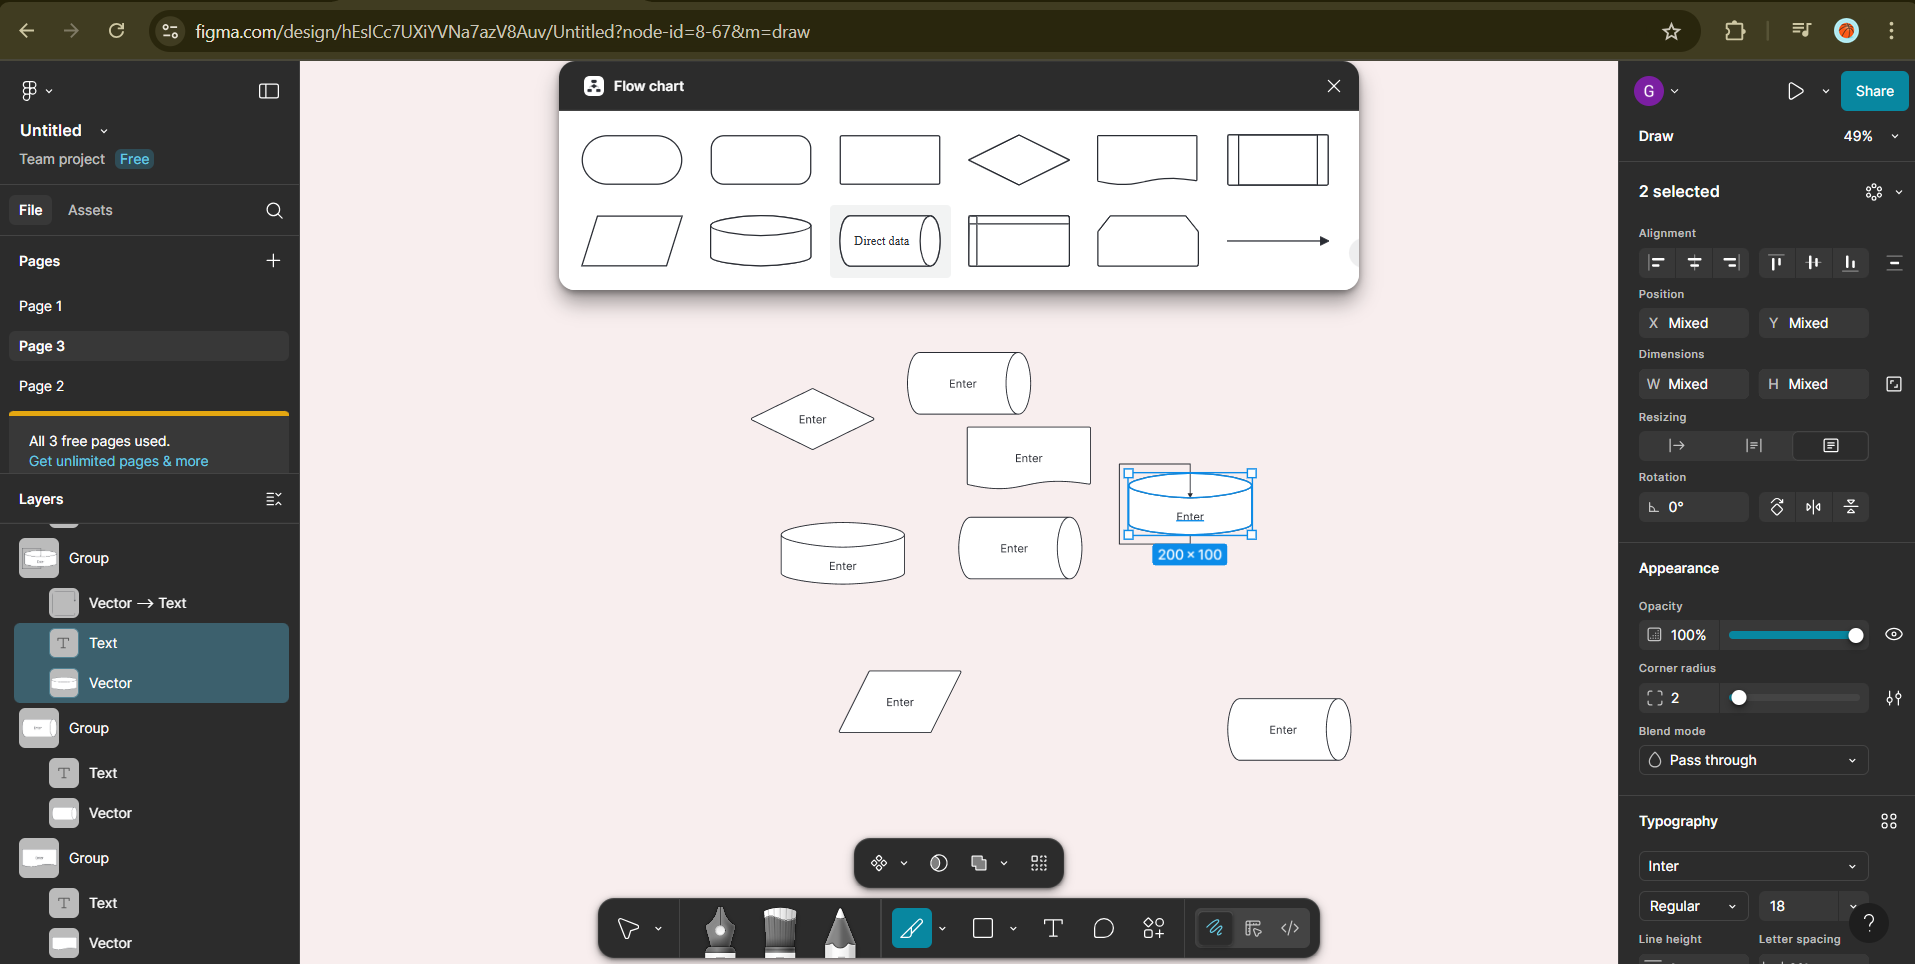 figma.com/design/hEsICc7UXiYVNa7azV8Auv/Untitled?node-id=8-67&m=draw
Untitled
Team project Free
File Assets
Pages
Page 1
Page 3
Page 2
All 3 free pages used.
Get unlimited pages & more
Layers
Group
Vector → Text
Text
Vector
Group
Text
Vector
Group
Text
Vector
Flow chart
Direct data
Enter
Enter
Enter
Enter
200 × 100
Enter
Enter
Enter
Enter
G
Share
Draw 49%
2 selected
Alignment
Position
X Mixed Y Mixed
Dimensions
W Mixed H Mixed
Resizing
Rotation
0°
Appearance
Opacity
100%
Corner radius
2
Blend mode
Pass through
Typography
Inter
Regular 18
?
Line height Letter spacing